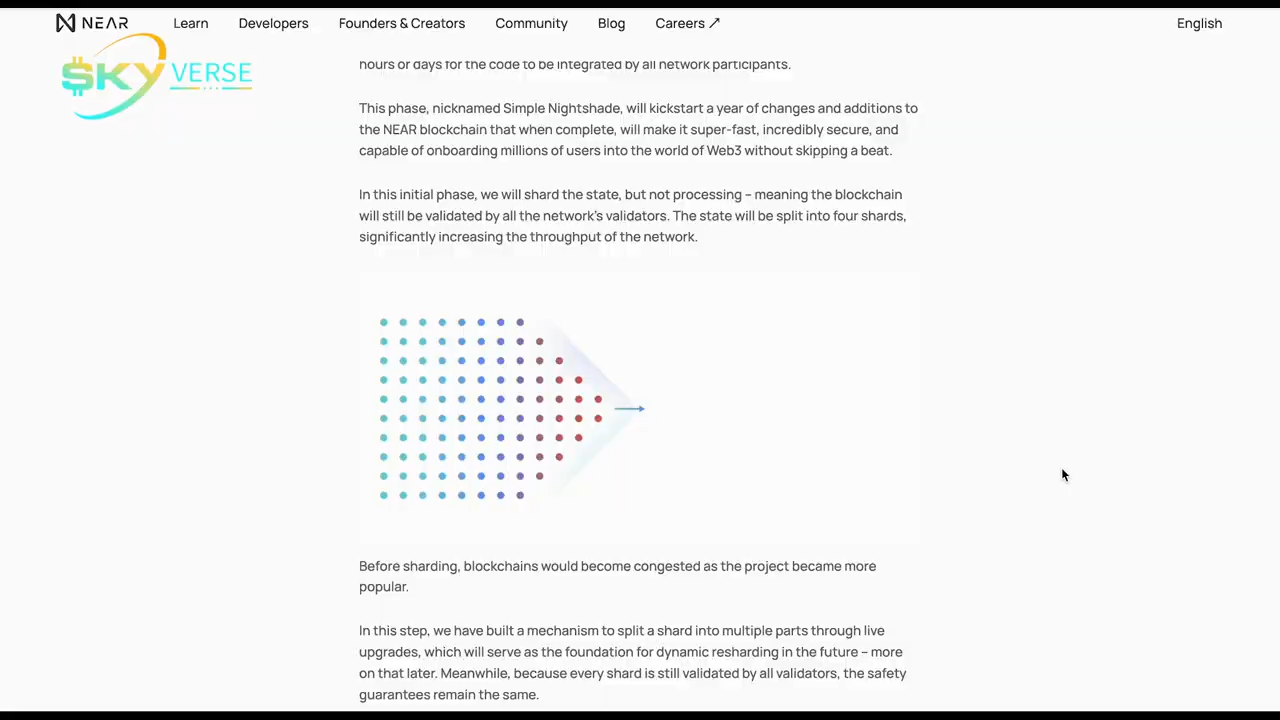 NEAR Learn Developers Founders & Creators Community Blog Careers ↗ English
$KY VERSE
hours or days for the code to be integrated by all network participants.
This phase, nicknamed Simple Nightshade, will kickstart a year of changes and additions to
the NEAR blockchain that when complete, will make it super-fast, incredibly secure, and
capable of onboarding millions of users into the world of Web3 without skipping a beat.
In this initial phase, we will shard the state, but not processing – meaning the blockchain
will still be validated by all the network’s validators. The state will be split into four shards,
significantly increasing the throughput of the network.
Before sharding, blockchains would become congested as the project became more
popular.
In this step, we have built a mechanism to split a shard into multiple parts through live
upgrades, which will serve as the foundation for dynamic resharding in the future – more
on that later. Meanwhile, because every shard is still validated by all validators, the safety
guarantees remain the same.